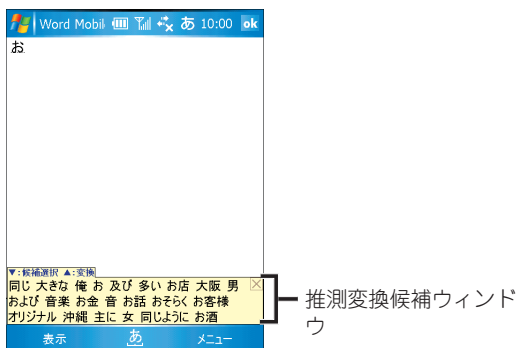 Word Mobil あ 10:00 ok
お
▼:候補選択 ▲:変換
同じ 大きな 俺 お 及び 多い お店 大阪 男
および 音楽 お金 音 お話 おそらく お客様
オリジナル 沖縄 主に 女 同じように お酒
表示 あ メニュー
推測変換候補ウィンド
ウ